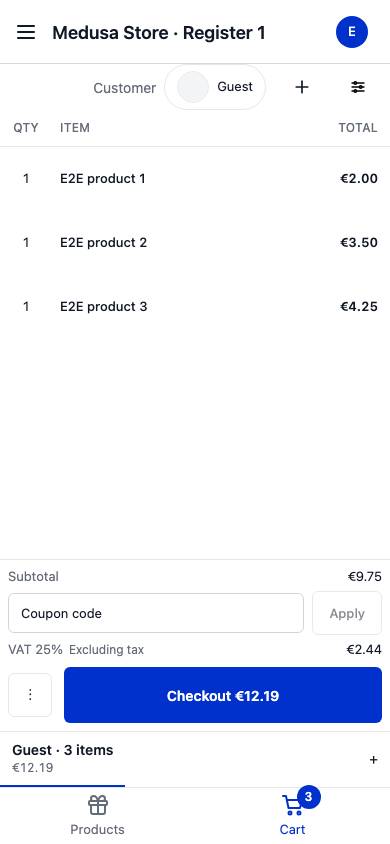 Medusa Store · Register 1
E
Customer
Guest
QTY ITEM TOTAL
1 E2E product 1 €2.00
1 E2E product 2 €3.50
1 E2E product 3 €4.25
Subtotal €9.75
Coupon code Apply
VAT 25% Excluding tax €2.44
Checkout €12.19
Guest · 3 items
€12.19
+
3
Products Cart